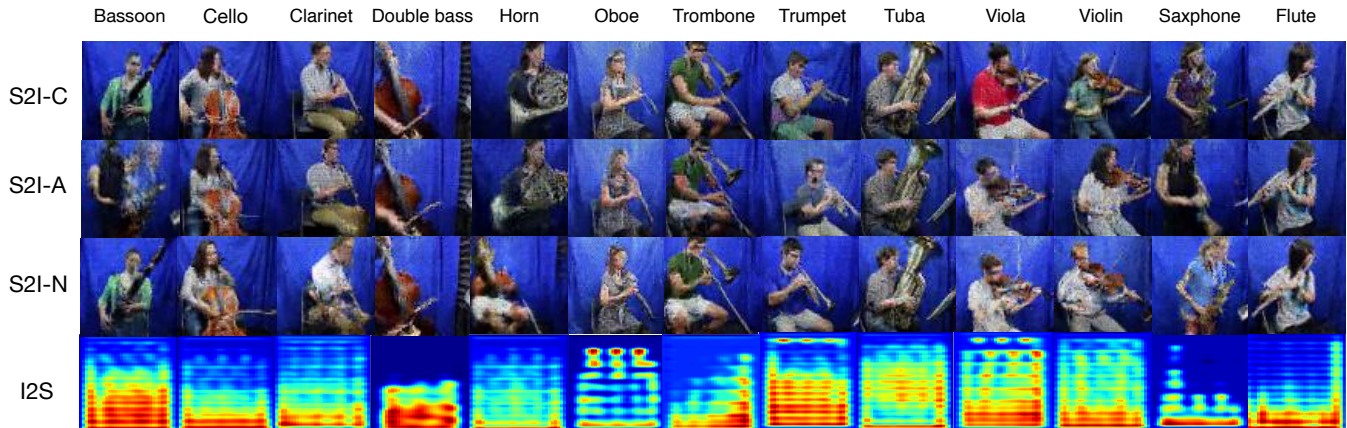 Bassoon Cello Clarinet Double bass Horn Oboe Trombone Trumpet Tuba Viola Violin Saxphone Flute
S2I-C
S2I-A
S2I-N
I2S